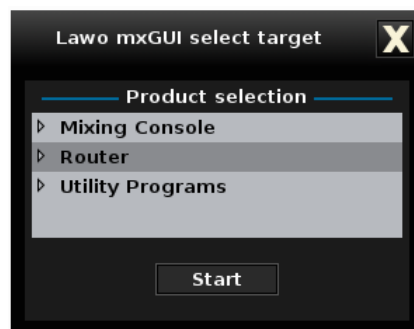 Lawo mxGUI select target
X
Product selection
Mixing Console
Router
Utility Programs
Start